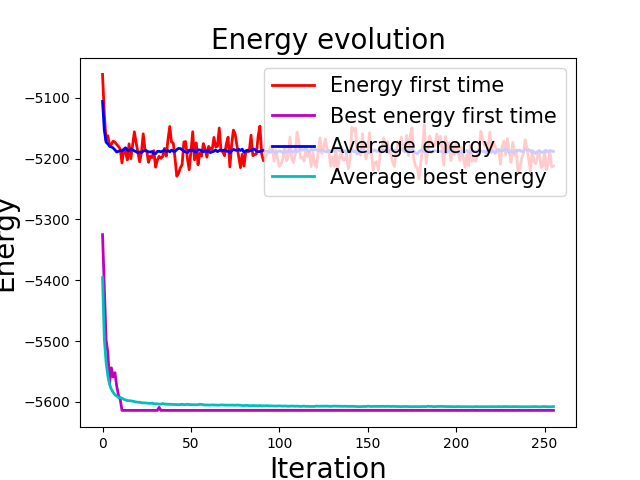 Energy evolution
Energy first time
Best energy first time
Average energy
Average best energy
Energy
−5100
−5200
−5300
−5400
−5500
−5600
0 50 100 150 200 250
Iteration